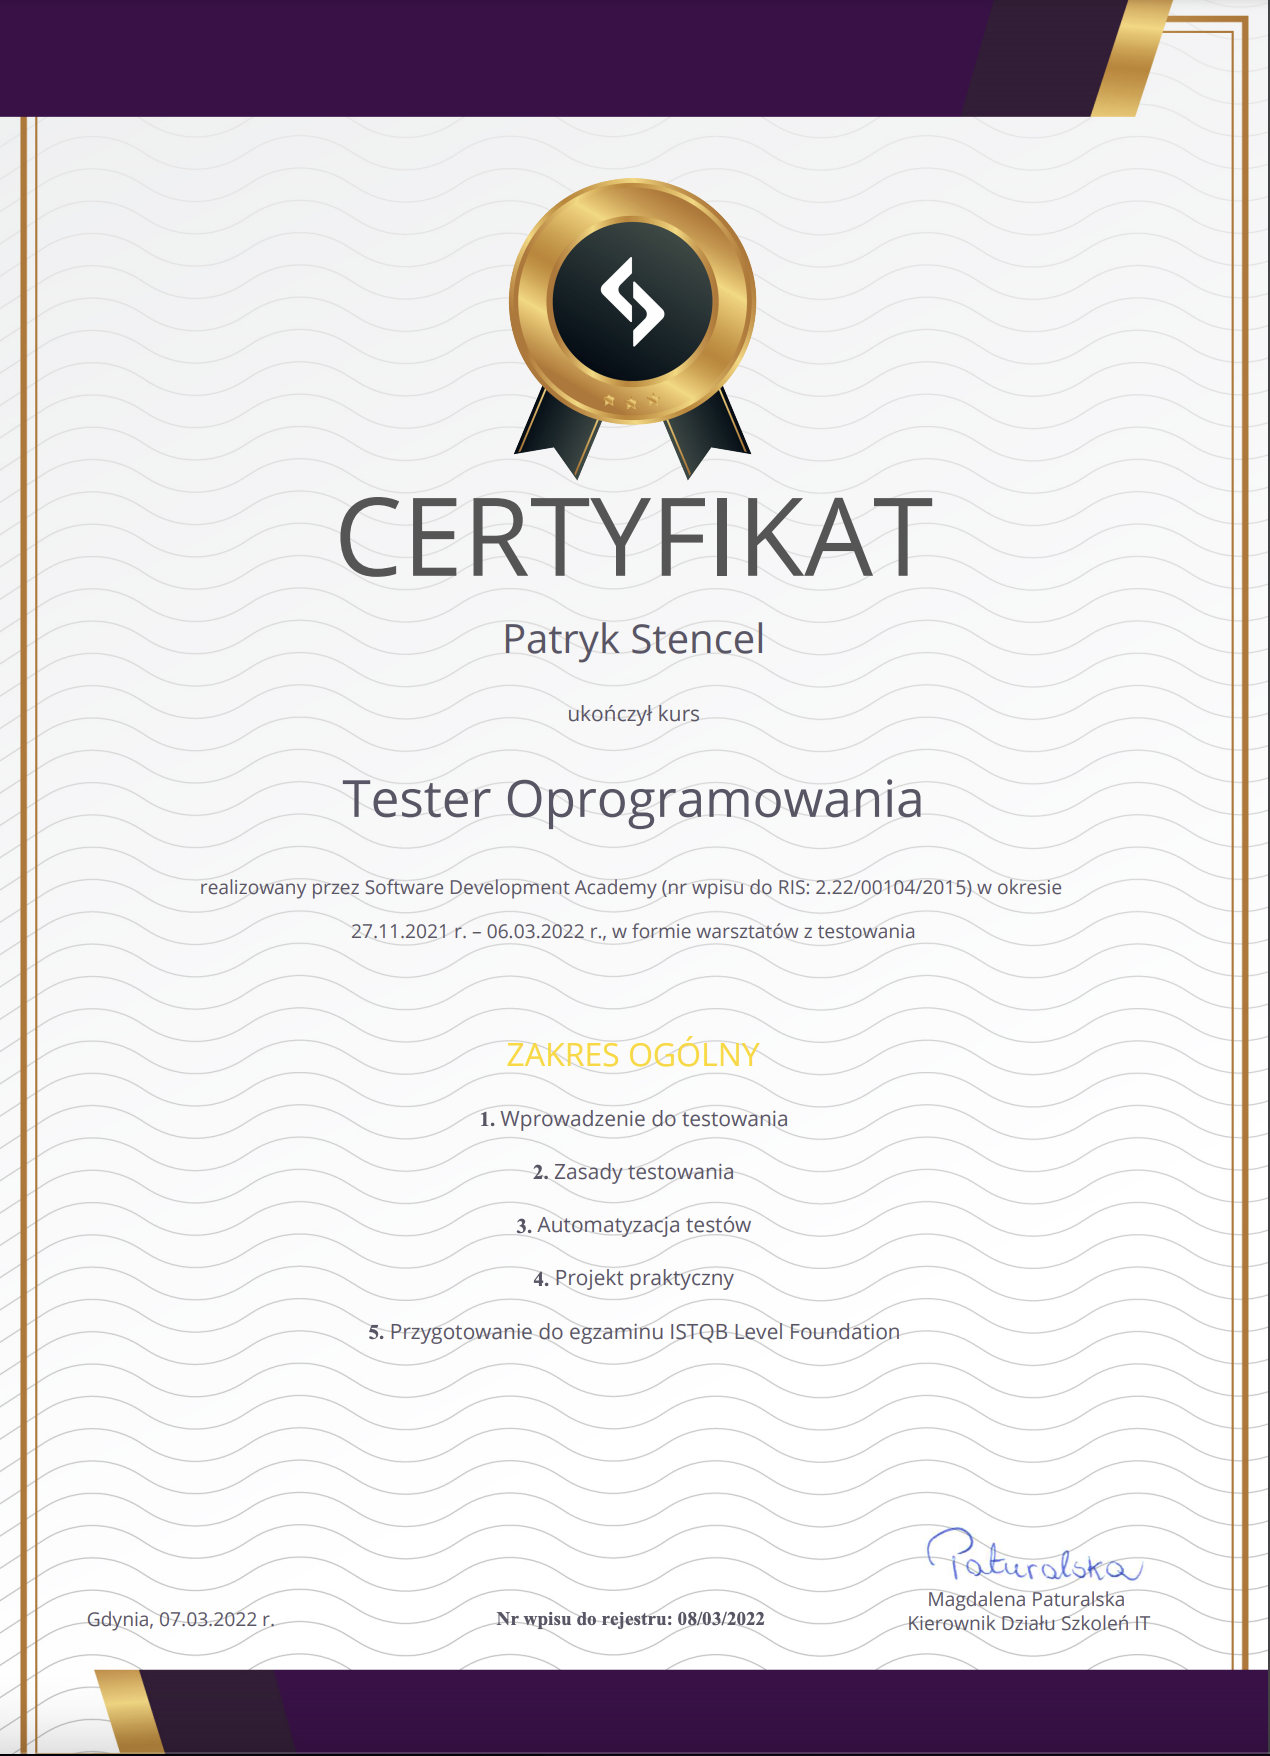 CERTYFIKAT
Patryk Stencel
ukończył kurs
Tester Oprogramowania
realizowany przez Software Development Academy (nr wpisu do RIS: 2.22/00104/2015) w okresie
27.11.2021 r. – 06.03.2022 r., w formie warsztatów z testowania
ZAKRES OGÓLNY
1. Wprowadzenie do testowania
2. Zasady testowania
3. Automatyzacja testów
4. Projekt praktyczny
5. Przygotowanie do egzaminu ISTQB Level Foundation
Paturalska
Magdalena Paturalska
Kierownik Działu Szkoleń IT
Gdynia, 07.03.2022 r.
Nr wpisu do rejestru: 08/03/2022